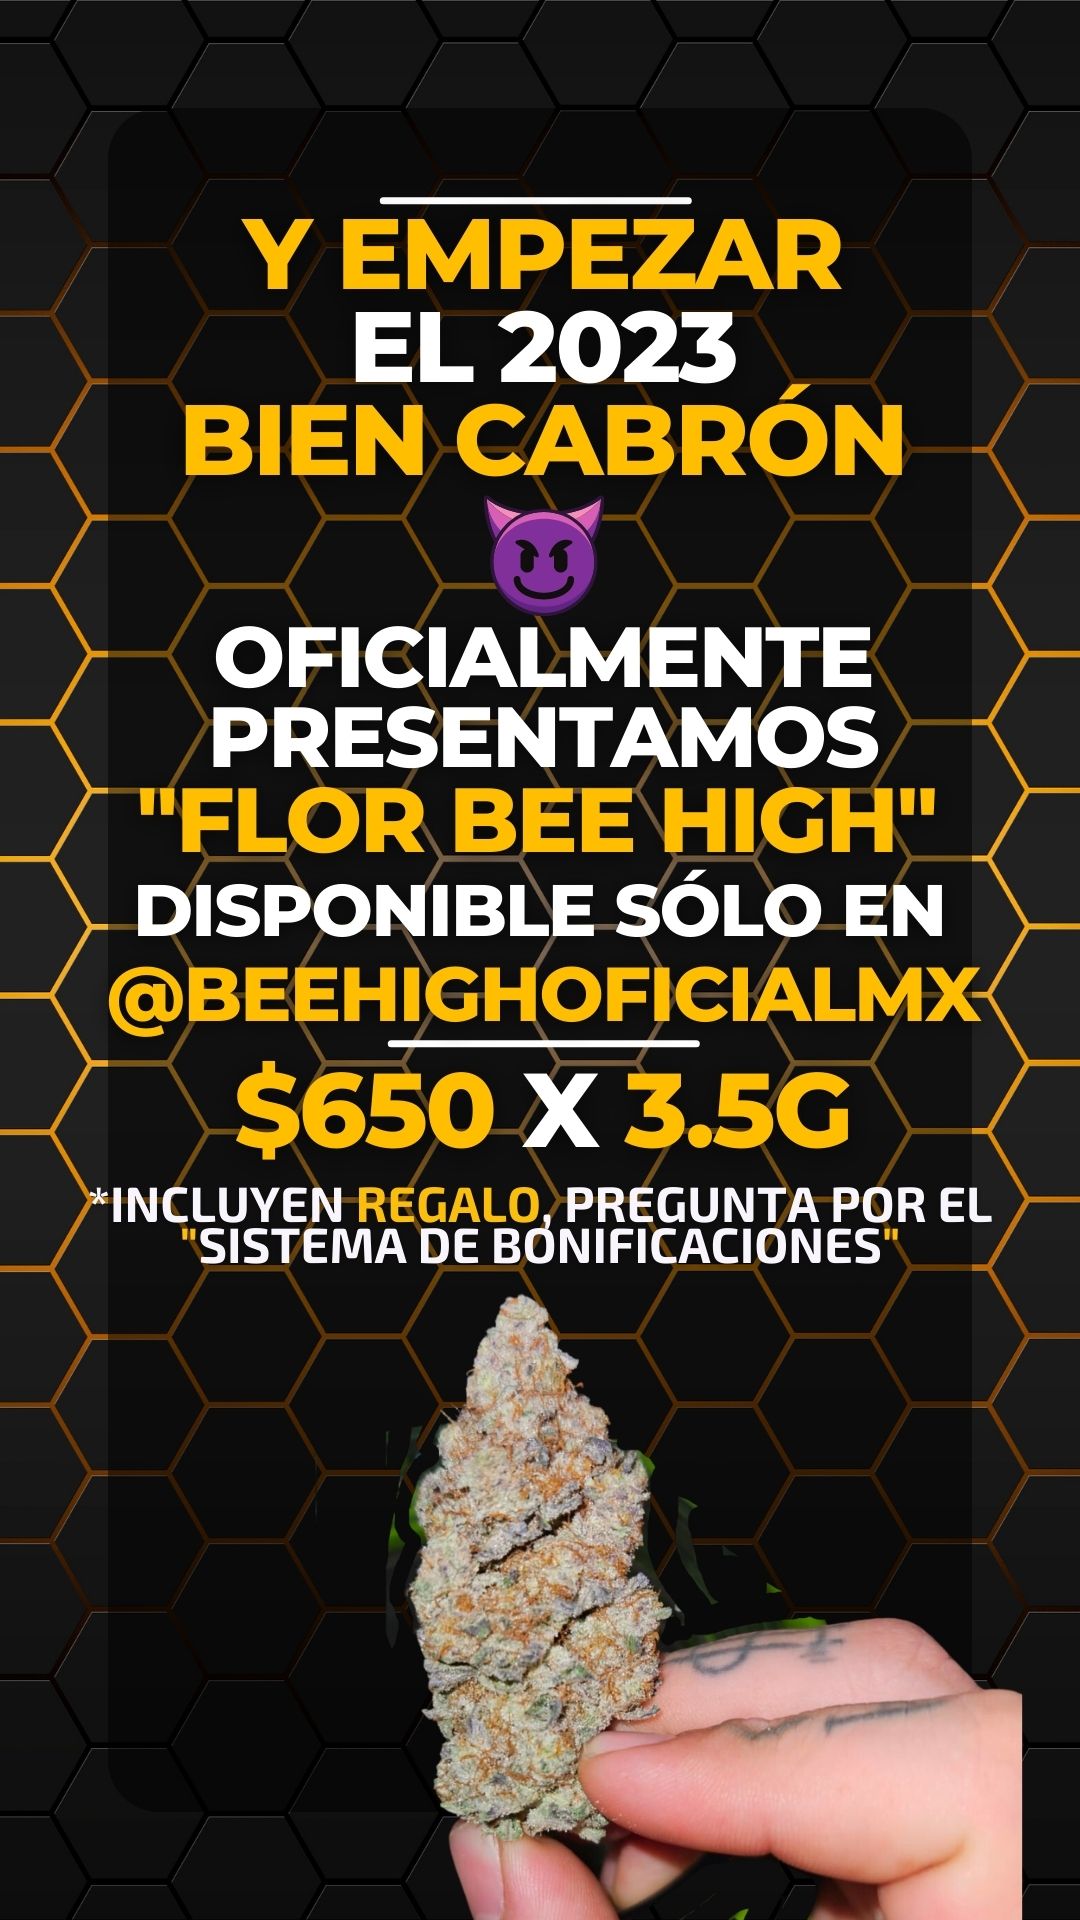 Y EMPEZAR
EL 2023
BIEN CABRÓN
OFICIALMENTE
PRESENTAMOS
"FLOR BEE HIGH"
DISPONIBLE SÓLO EN
@BEEHIGHOFICIALMX
$650 X 3.5G
*INCLUYEN REGALO, PREGUNTA POR EL
"SISTEMA DE BONIFICACIONES"